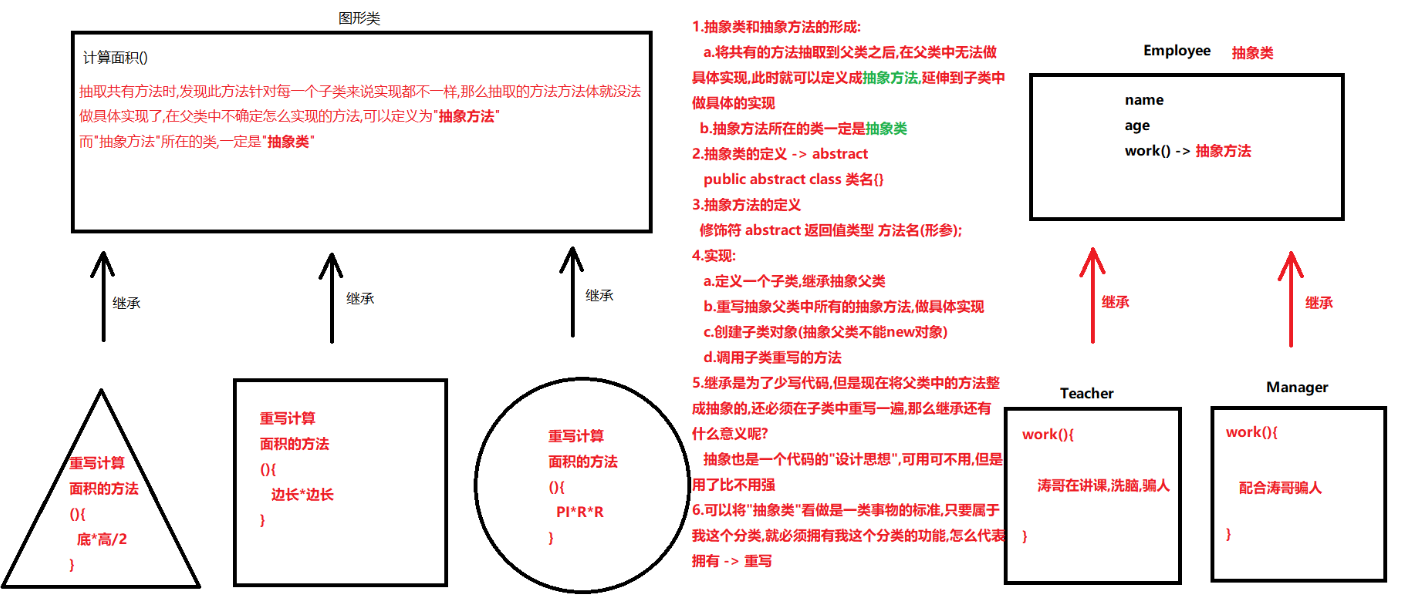 图形类
计算面积()
抽取共有方法时,发现此方法针对每一个子类来说实现都不一样,那么抽取的方法方法体就没法
做具体实现了,在父类中不确定怎么实现的方法,可以定义为"抽象方法"
而"抽象方法"所在的类,一定是"抽象类"
继承
继承
继承
重写计算
面积的方法
(){
底*高/2
}
重写计算
面积的方法
(){
边长*边长
}
重写计算
面积的方法
(){
PI*R*R
}
1.抽象类和抽象方法的形成:
a.将共有的方法抽取到父类之后,在父类中无法做
具体实现,此时就可以定义成抽象方法,延伸到子类中
做具体的实现
b.抽象方法所在的类一定是抽象类
2.抽象类的定义 -> abstract
public abstract class 类名{}
3.抽象方法的定义
修饰符 abstract 返回值类型 方法名(形参);
4.实现:
a.定义一个子类,继承抽象父类
b.重写抽象父类中所有的抽象方法,做具体实现
c.创建子类对象(抽象父类不能new对象)
d.调用子类重写的方法
5.继承是为了少写代码,但是现在将父类中的方法整
成抽象的,还必须在子类中重写一遍,那么继承还有
什么意义呢?
抽象也是一个代码的"设计思想",可用可不用,但是
用了比不用强
6.可以将"抽象类"看做是一类事物的标准,只要属于
我这个分类,就必须拥有我这个分类的功能,怎么代表
拥有 -> 重写
Employee 抽象类
name
age
work() -> 抽象方法
继承
继承
Teacher
work(){
涛哥在讲课,洗脑,骗人
}
Manager
work(){
配合涛哥骗人
}